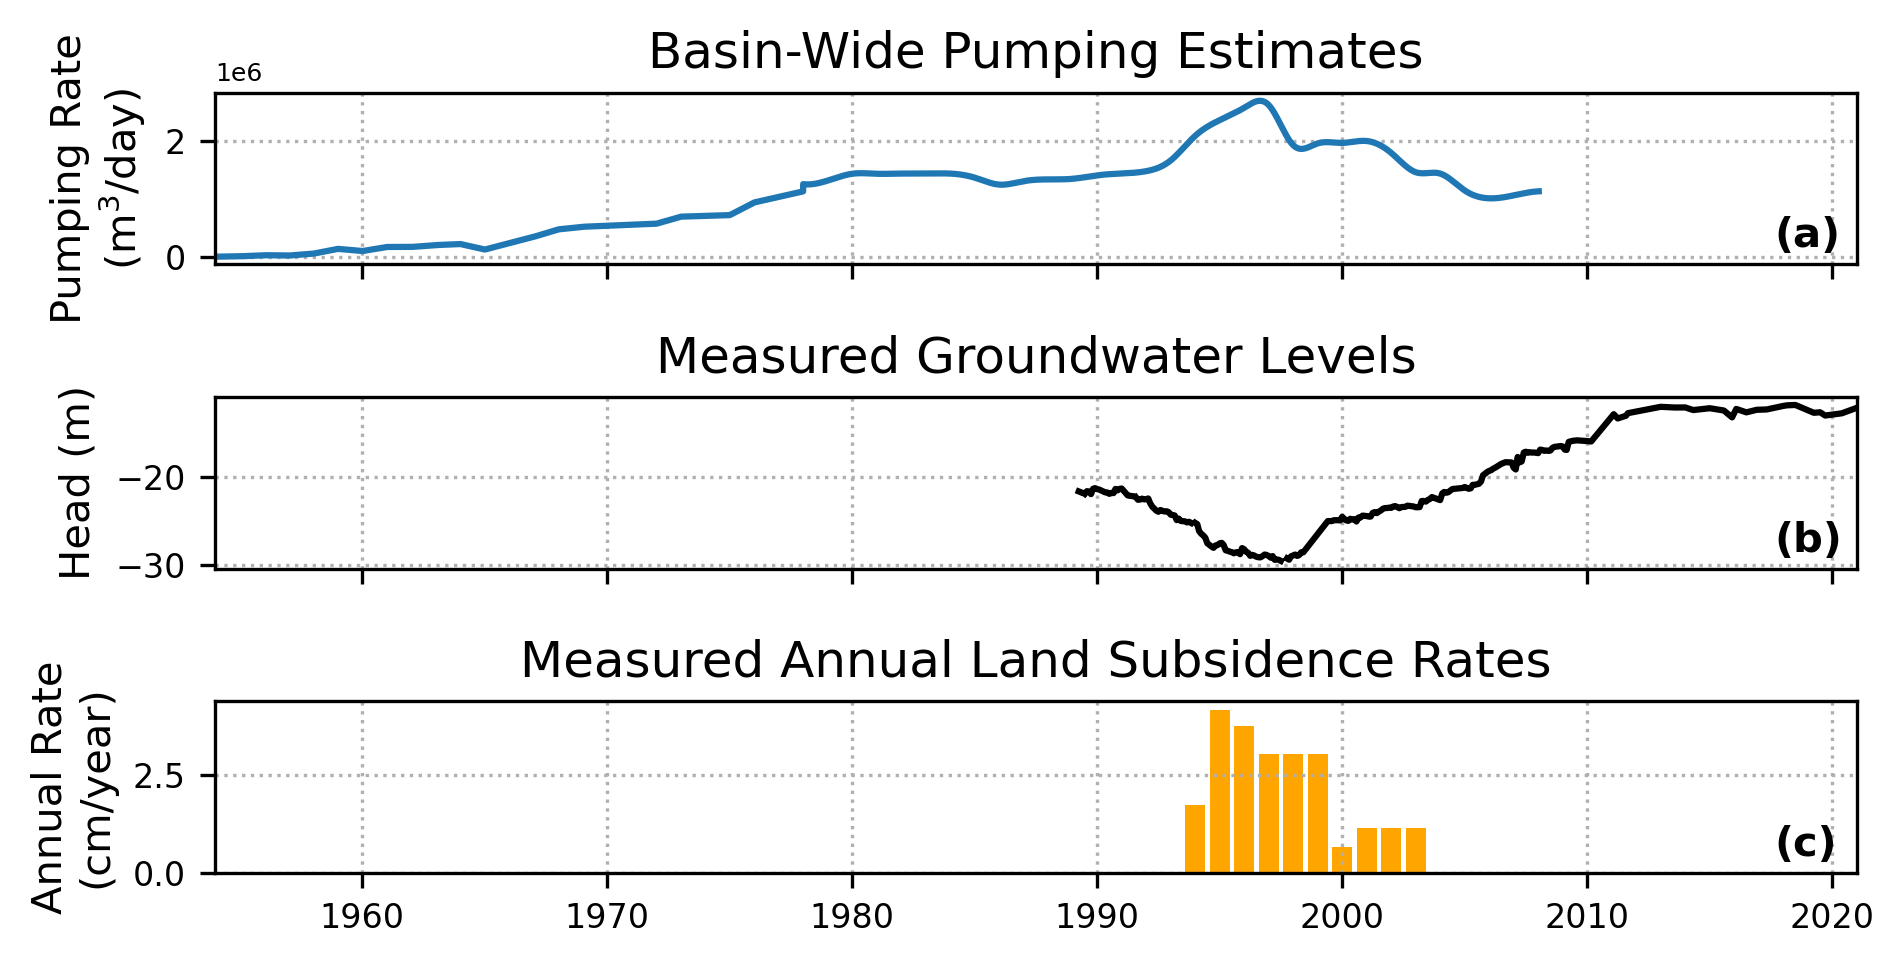 Basin-Wide Pumping Estimates
1e6
Pumping Rate
(m³/day)
2
0
(a)
Measured Groundwater Levels
Head (m)
−20
−30
(b)
Measured Annual Land Subsidence Rates
Annual Rate
(cm/year)
2.5
0.0
(c)
1960 1970 1980 1990 2000 2010 2020